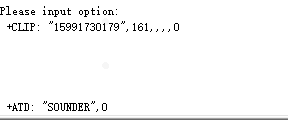 Please input option:
+CLIP: "15991730179",161,,,,0
+ATD: "SOUNDER",0